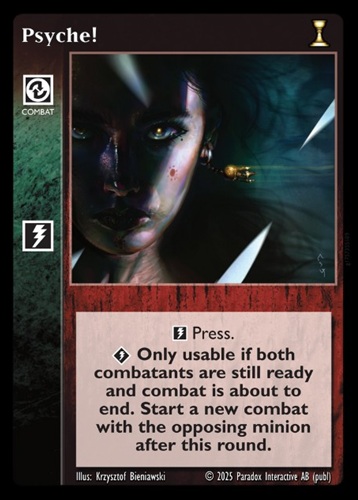 Psyche!
COMBAT
Press.
Only usable if both
combatants are still ready
and combat is about to
end. Start a new combat
with the opposing minion
after this round.
Illus: Krzysztof Bieniawski © 2025 Paradox Interactive AB (publ)